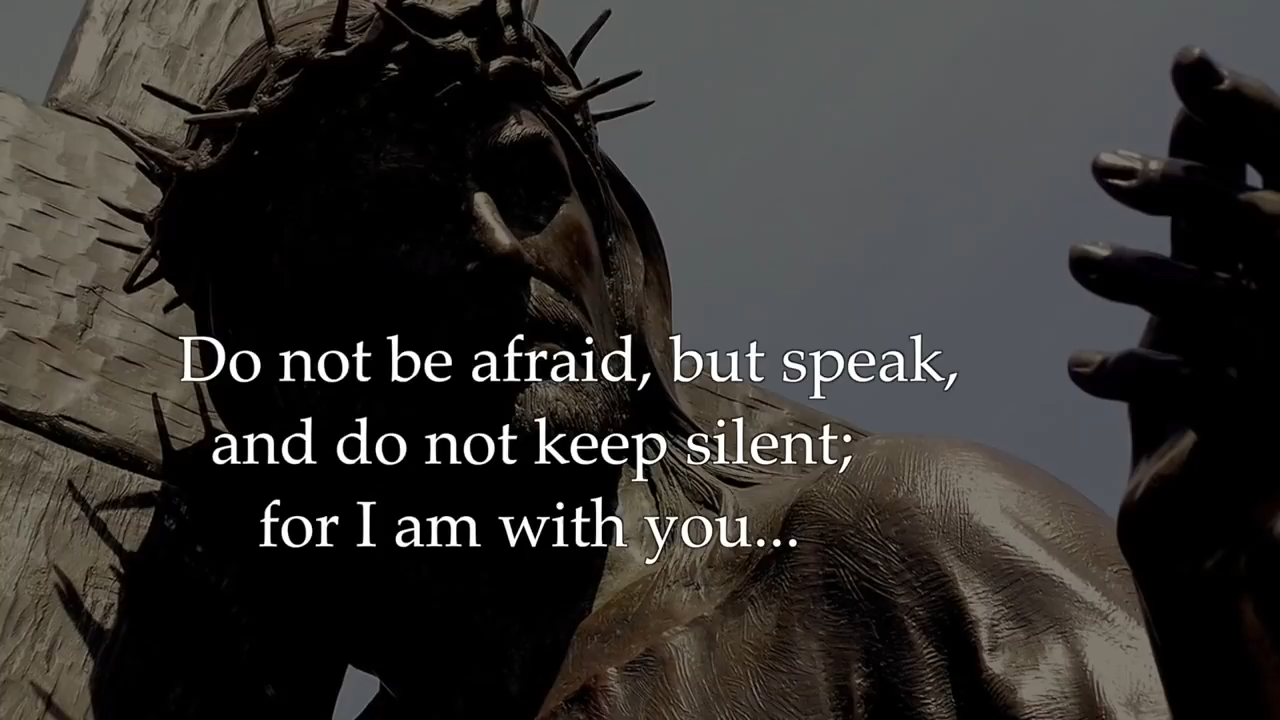 Do not be afraid, but speak,
and do not keep silent;
for I am with you...